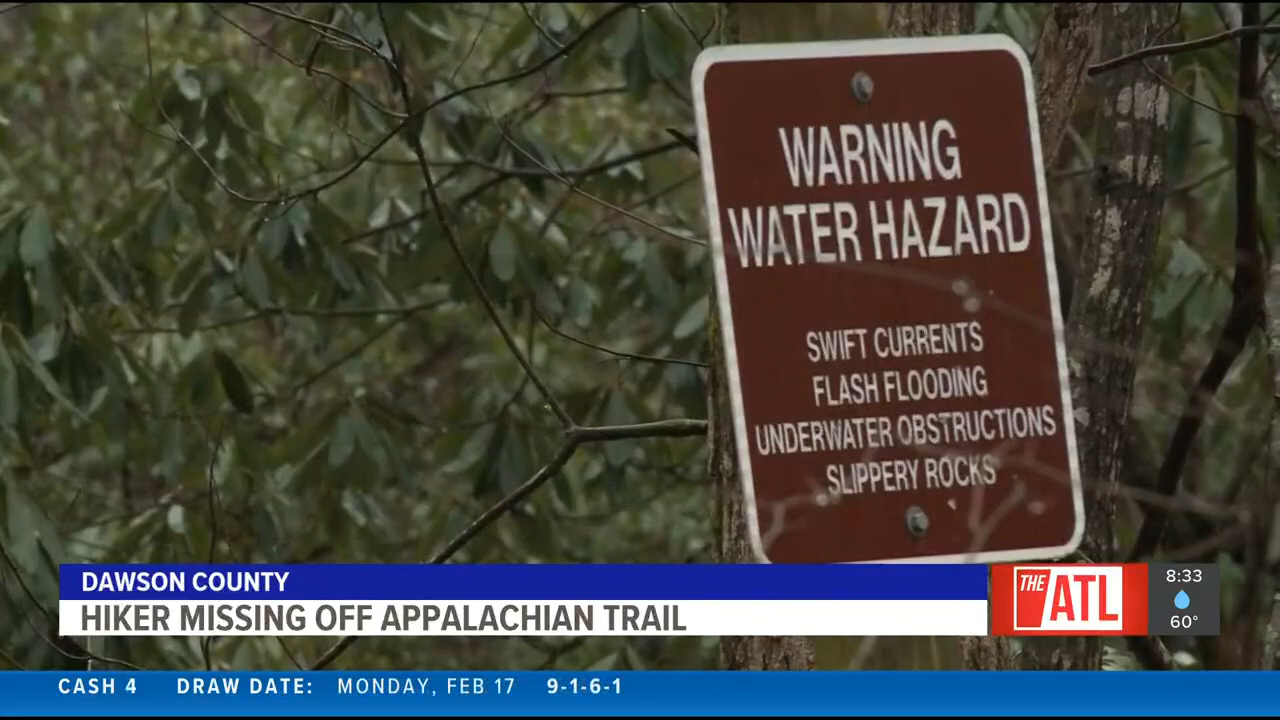 WARNING
WATER HAZARD
SWIFT CURRENTS
FLASH FLOODING
UNDERWATER OBSTRUCTIONS
SLIPPERY ROCKS
DAWSON COUNTY
HIKER MISSING OFF APPALACHIAN TRAIL
THE ATL
8:33
60°
CASH 4 DRAW DATE: MONDAY, FEB 17 9-1-6-1